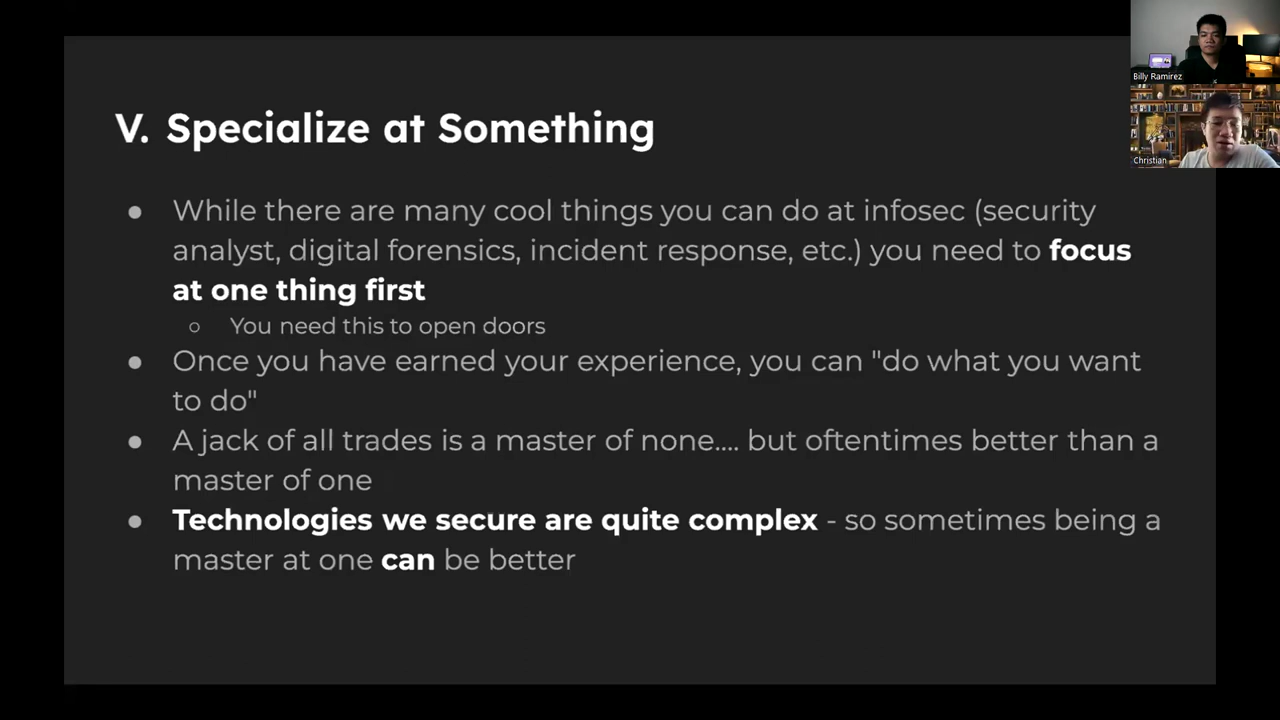 V. Specialize at Something
● While there are many cool things you can do at infosec (security
analyst, digital forensics, incident response, etc.) you need to focus
at one thing first
○ You need this to open doors
● Once you have earned your experience, you can "do what you want
to do"
● A jack of all trades is a master of none.... but oftentimes better than a
master of one
● Technologies we secure are quite complex - so sometimes being a
master at one can be better
Billy Ramirez
Christian